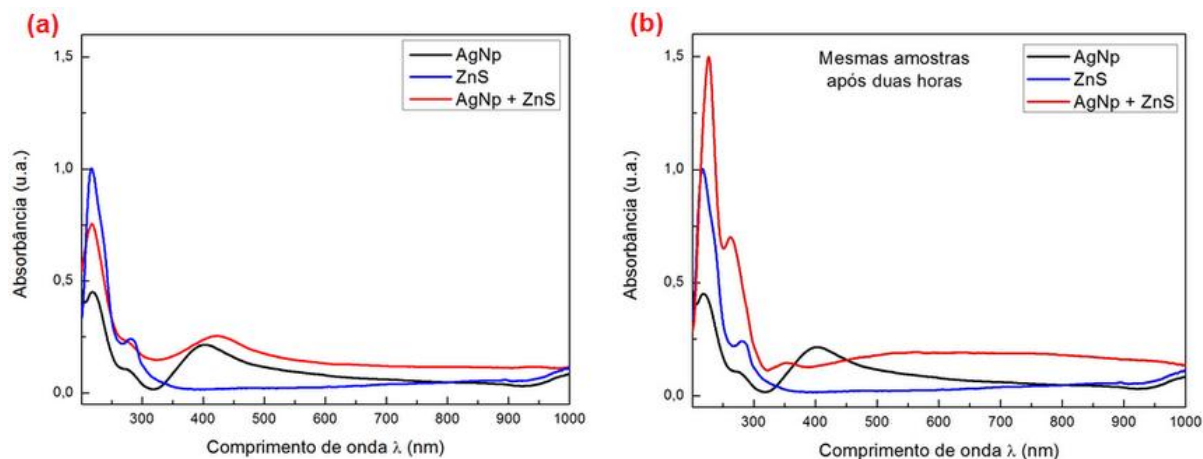 (a)
1,5
1,0
0,5
0,0
Absorbância (u.a.)
AgNp
ZnS
AgNp + ZnS
300 400 500 600 700 800 900 1000
Comprimento de onda λ (nm)
(b)
1,5
1,0
0,5
0,0
Absorbância (u.a.)
Mesmas amostras
após duas horas
AgNp
ZnS
AgNp + ZnS
300 400 500 600 700 800 900 1000
Comprimento de onda λ (nm)